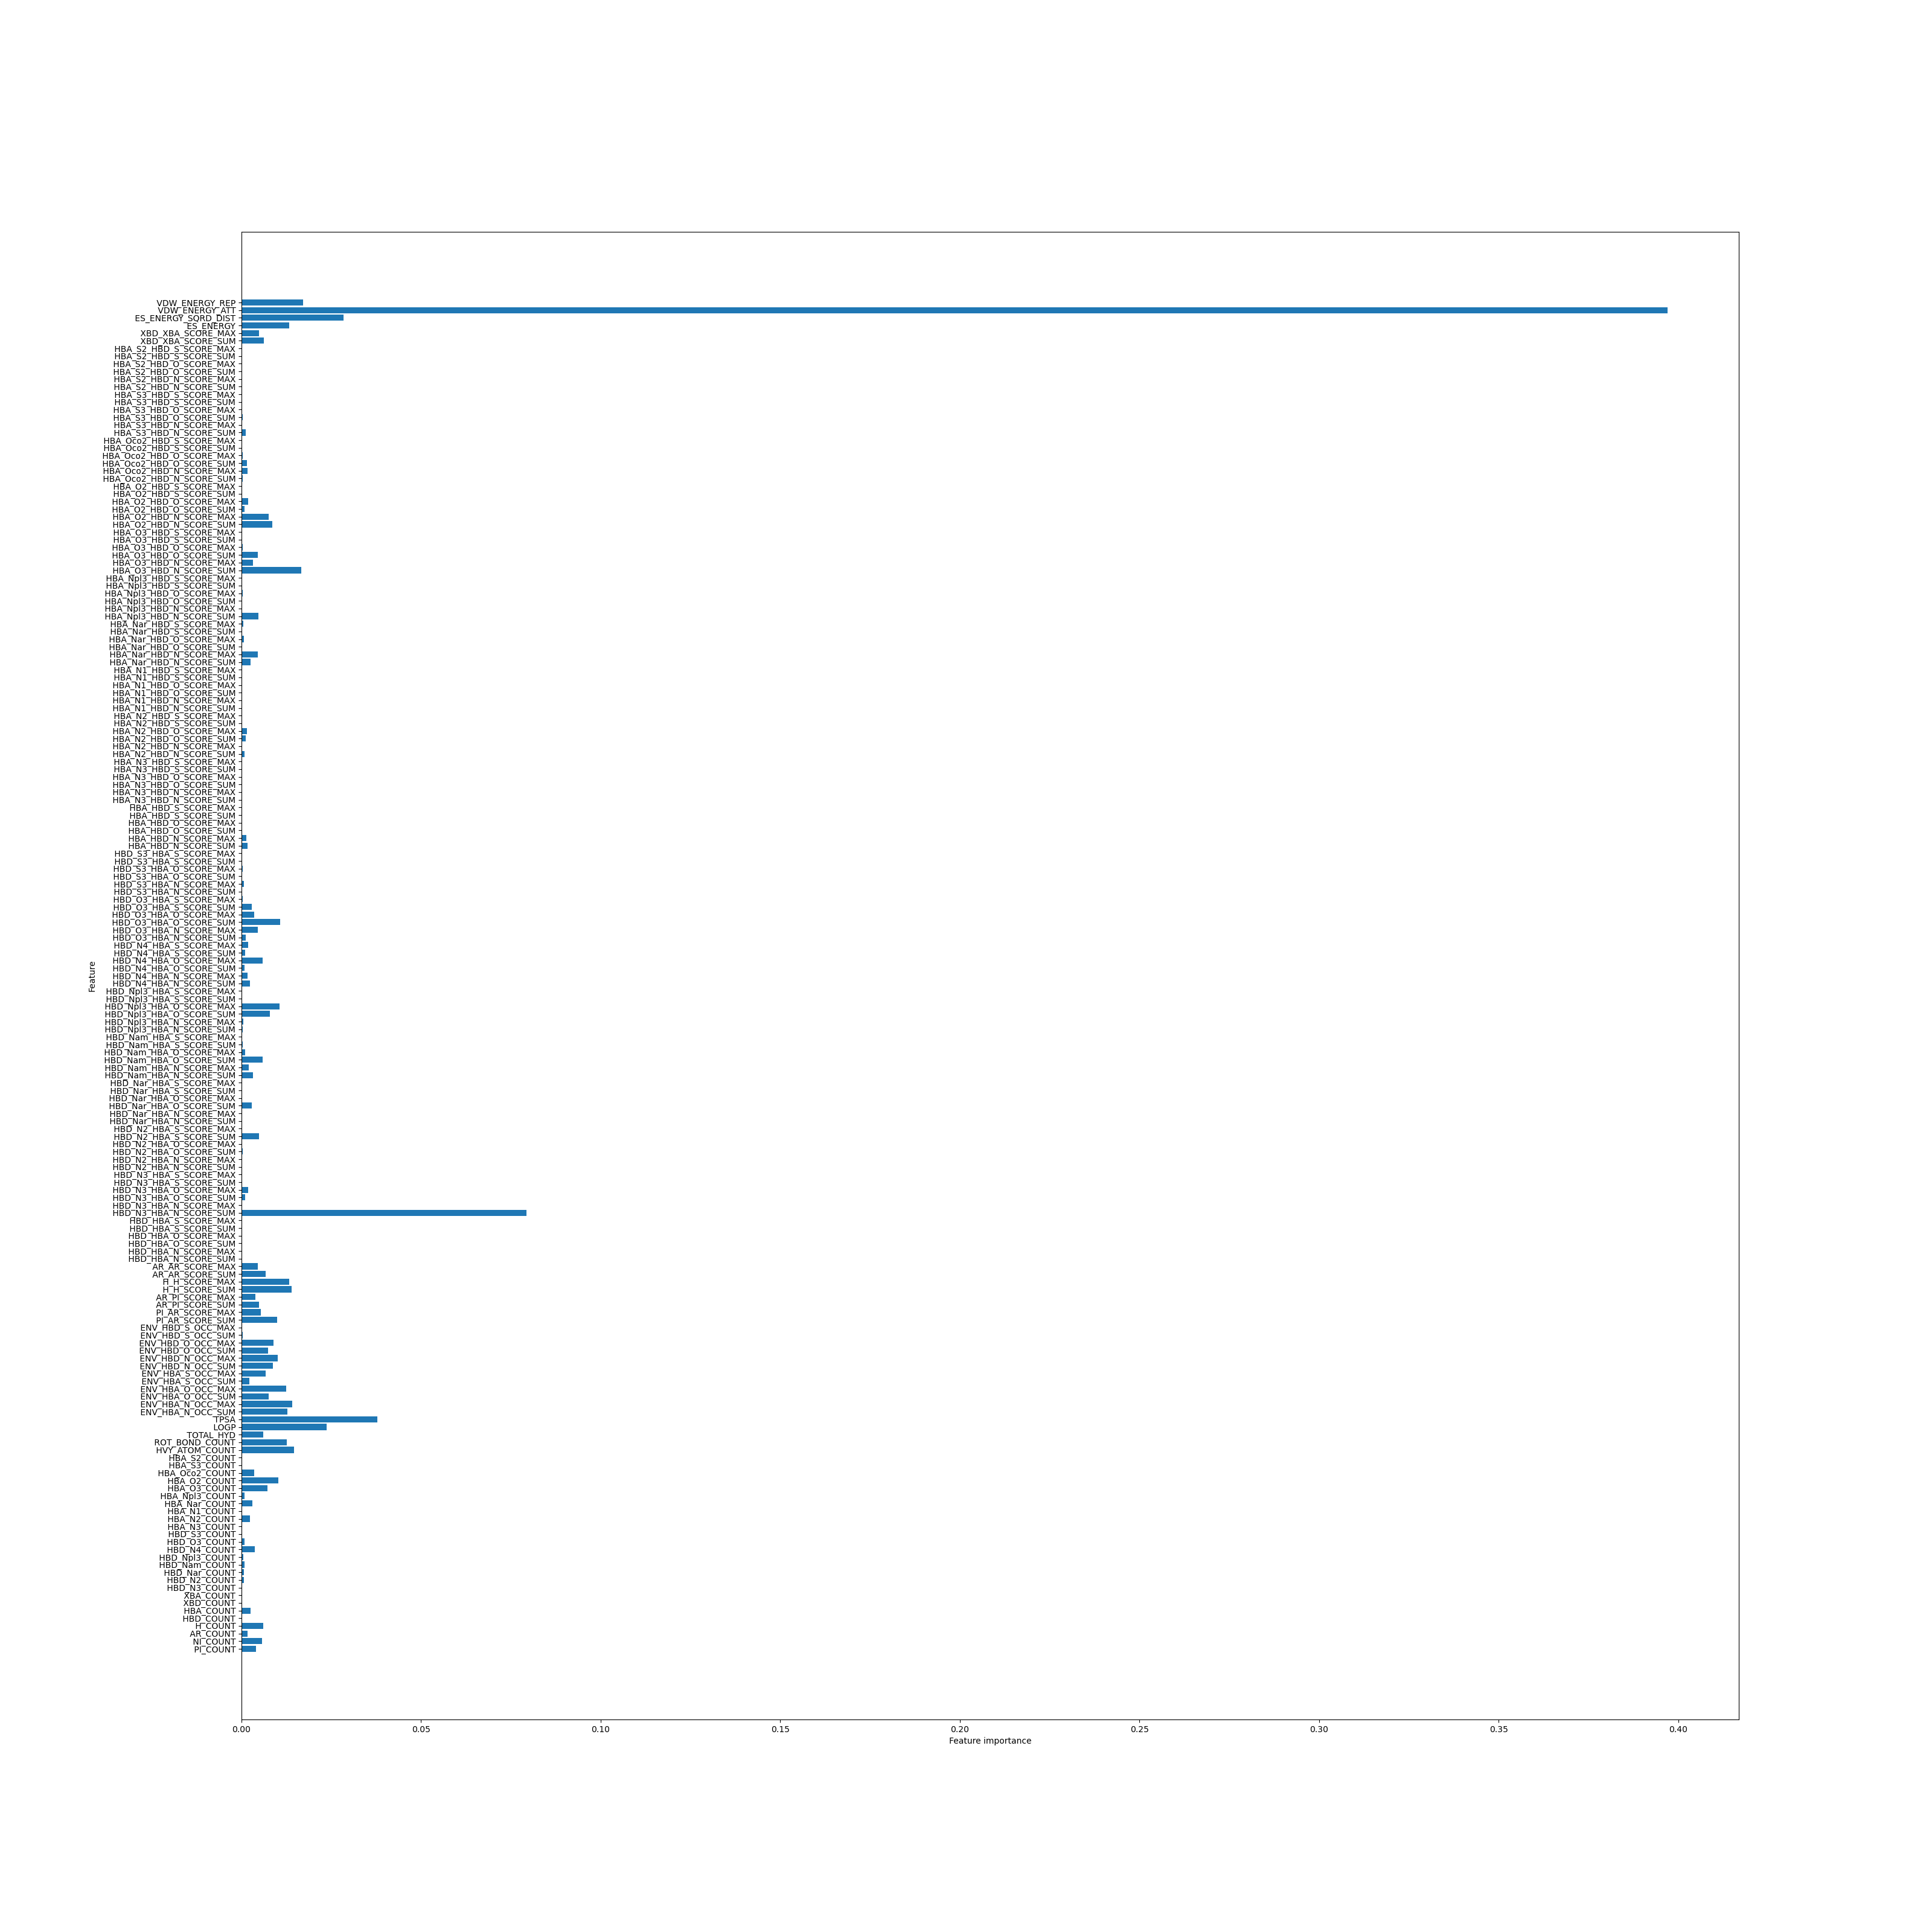 VDW_ENERGY_REP
VDW_ENERGY_ATT
ES_ENERGY_SQRD_DIST
ES_ENERGY
XBD_XBA_SCORE_MAX
XBD_XBA_SCORE_SUM
HBA_S2_HBD_S_SCORE_MAX
HBA_S2_HBD_S_SCORE_SUM
HBA_S2_HBD_O_SCORE_MAX
HBA_S2_HBD_O_SCORE_SUM
HBA_S2_HBD_N_SCORE_MAX
HBA_S2_HBD_N_SCORE_SUM
HBA_S3_HBD_S_SCORE_MAX
HBA_S3_HBD_S_SCORE_SUM
HBA_S3_HBD_O_SCORE_MAX
HBA_S3_HBD_O_SCORE_SUM
HBA_S3_HBD_N_SCORE_MAX
HBA_S3_HBD_N_SCORE_SUM
HBA_Oco2_HBD_S_SCORE_MAX
HBA_Oco2_HBD_S_SCORE_SUM
HBA_Oco2_HBD_O_SCORE_MAX
HBA_Oco2_HBD_O_SCORE_SUM
HBA_Oco2_HBD_N_SCORE_MAX
HBA_Oco2_HBD_N_SCORE_SUM
HBA_O2_HBD_S_SCORE_MAX
HBA_O2_HBD_S_SCORE_SUM
HBA_O2_HBD_O_SCORE_MAX
HBA_O2_HBD_O_SCORE_SUM
HBA_O2_HBD_N_SCORE_MAX
HBA_O2_HBD_N_SCORE_SUM
HBA_O3_HBD_S_SCORE_MAX
HBA_O3_HBD_S_SCORE_SUM
HBA_O3_HBD_O_SCORE_MAX
HBA_O3_HBD_O_SCORE_SUM
HBA_O3_HBD_N_SCORE_MAX
HBA_O3_HBD_N_SCORE_SUM
HBA_Npl3_HBD_S_SCORE_MAX
HBA_Npl3_HBD_S_SCORE_SUM
HBA_Npl3_HBD_O_SCORE_MAX
HBA_Npl3_HBD_O_SCORE_SUM
HBA_Npl3_HBD_N_SCORE_MAX
HBA_Npl3_HBD_N_SCORE_SUM
HBA_Nar_HBD_S_SCORE_MAX
HBA_Nar_HBD_S_SCORE_SUM
HBA_Nar_HBD_O_SCORE_MAX
HBA_Nar_HBD_O_SCORE_SUM
HBA_Nar_HBD_N_SCORE_MAX
HBA_Nar_HBD_N_SCORE_SUM
HBA_N1_HBD_S_SCORE_MAX
HBA_N1_HBD_S_SCORE_SUM
HBA_N1_HBD_O_SCORE_MAX
HBA_N1_HBD_O_SCORE_SUM
HBA_N1_HBD_N_SCORE_MAX
HBA_N1_HBD_N_SCORE_SUM
HBA_N2_HBD_S_SCORE_MAX
HBA_N2_HBD_S_SCORE_SUM
HBA_N2_HBD_O_SCORE_MAX
HBA_N2_HBD_O_SCORE_SUM
HBA_N2_HBD_N_SCORE_MAX
HBA_N2_HBD_N_SCORE_SUM
HBA_N3_HBD_S_SCORE_MAX
HBA_N3_HBD_S_SCORE_SUM
HBA_N3_HBD_O_SCORE_MAX
HBA_N3_HBD_O_SCORE_SUM
HBA_N3_HBD_N_SCORE_MAX
HBA_N3_HBD_N_SCORE_SUM
HBA_HBD_S_SCORE_MAX
HBA_HBD_S_SCORE_SUM
HBA_HBD_O_SCORE_MAX
HBA_HBD_O_SCORE_SUM
HBA_HBD_N_SCORE_MAX
HBA_HBD_N_SCORE_SUM
HBD_S3_HBA_S_SCORE_MAX
HBD_S3_HBA_S_SCORE_SUM
HBD_S3_HBA_O_SCORE_MAX
HBD_S3_HBA_O_SCORE_SUM
HBD_S3_HBA_N_SCORE_MAX
HBD_S3_HBA_N_SCORE_SUM
HBD_O3_HBA_S_SCORE_MAX
HBD_O3_HBA_S_SCORE_SUM
HBD_O3_HBA_O_SCORE_MAX
HBD_O3_HBA_O_SCORE_SUM
HBD_O3_HBA_N_SCORE_MAX
HBD_O3_HBA_N_SCORE_SUM
HBD_N4_HBA_S_SCORE_MAX
HBD_N4_HBA_S_SCORE_SUM
HBD_N4_HBA_O_SCORE_MAX
HBD_N4_HBA_O_SCORE_SUM
HBD_N4_HBA_N_SCORE_MAX
HBD_N4_HBA_N_SCORE_SUM
HBD_Npl3_HBA_S_SCORE_MAX
HBD_Npl3_HBA_S_SCORE_SUM
HBD_Npl3_HBA_O_SCORE_MAX
HBD_Npl3_HBA_O_SCORE_SUM
HBD_Npl3_HBA_N_SCORE_MAX
HBD_Npl3_HBA_N_SCORE_SUM
HBD_Nam_HBA_S_SCORE_MAX
HBD_Nam_HBA_S_SCORE_SUM
HBD_Nam_HBA_O_SCORE_MAX
HBD_Nam_HBA_O_SCORE_SUM
HBD_Nam_HBA_N_SCORE_MAX
HBD_Nam_HBA_N_SCORE_SUM
HBD_Nar_HBA_S_SCORE_MAX
HBD_Nar_HBA_S_SCORE_SUM
HBD_Nar_HBA_O_SCORE_MAX
HBD_Nar_HBA_O_SCORE_SUM
HBD_Nar_HBA_N_SCORE_MAX
HBD_Nar_HBA_N_SCORE_SUM
HBD_N2_HBA_S_SCORE_MAX
HBD_N2_HBA_S_SCORE_SUM
HBD_N2_HBA_O_SCORE_MAX
HBD_N2_HBA_O_SCORE_SUM
HBD_N2_HBA_N_SCORE_MAX
HBD_N2_HBA_N_SCORE_SUM
HBD_N3_HBA_S_SCORE_MAX
HBD_N3_HBA_S_SCORE_SUM
HBD_N3_HBA_O_SCORE_MAX
HBD_N3_HBA_O_SCORE_SUM
HBD_N3_HBA_N_SCORE_MAX
HBD_N3_HBA_N_SCORE_SUM
HBD_HBA_S_SCORE_MAX
HBD_HBA_S_SCORE_SUM
HBD_HBA_O_SCORE_MAX
HBD_HBA_O_SCORE_SUM
HBD_HBA_N_SCORE_MAX
HBD_HBA_N_SCORE_SUM
AR_AR_SCORE_MAX
AR_AR_SCORE_SUM
H_H_SCORE_MAX
H_H_SCORE_SUM
AR_PI_SCORE_MAX
AR_PI_SCORE_SUM
PI_AR_SCORE_MAX
PI_AR_SCORE_SUM
ENV_HBD_S_OCC_MAX
ENV_HBD_S_OCC_SUM
ENV_HBD_O_OCC_MAX
ENV_HBD_O_OCC_SUM
ENV_HBD_N_OCC_MAX
ENV_HBD_N_OCC_SUM
ENV_HBA_S_OCC_MAX
ENV_HBA_S_OCC_SUM
ENV_HBA_O_OCC_MAX
ENV_HBA_O_OCC_SUM
ENV_HBA_N_OCC_MAX
ENV_HBA_N_OCC_SUM
TPSA
LOGP
TOTAL_HYD
ROT_BOND_COUNT
HVY_ATOM_COUNT
HBA_S2_COUNT
HBA_S3_COUNT
HBA_Oco2_COUNT
HBA_O2_COUNT
HBA_O3_COUNT
HBA_Npl3_COUNT
HBA_Nar_COUNT
HBA_N1_COUNT
HBA_N2_COUNT
HBA_N3_COUNT
HBD_S3_COUNT
HBD_O3_COUNT
HBD_N4_COUNT
HBD_Npl3_COUNT
HBD_Nam_COUNT
HBD_Nar_COUNT
HBD_N2_COUNT
HBD_N3_COUNT
XBA_COUNT
XBD_COUNT
HBA_COUNT
HBD_COUNT
H_COUNT
AR_COUNT
NI_COUNT
PI_COUNT
Feature
0.00 0.05 0.10 0.15 0.20 0.25 0.30 0.35 0.40
Feature importance